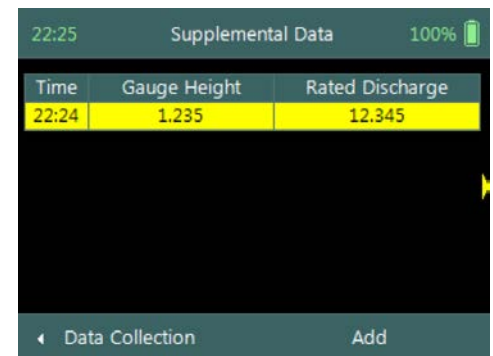 22:25 Supplemental Data 100%
Time Gauge Height Rated Discharge
22:24 1.235 12.345
Data Collection Add